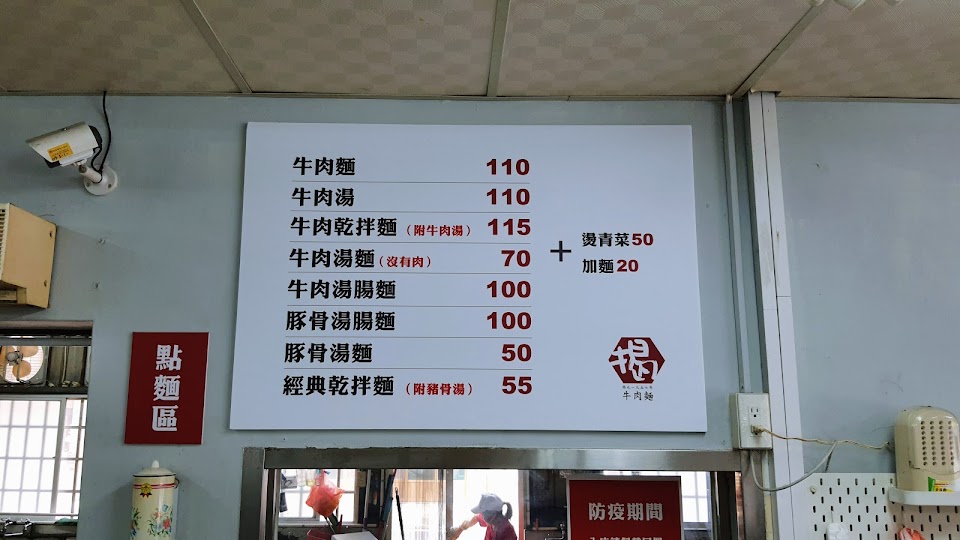 牛肉麵 110
牛肉湯 110
牛肉乾拌麵（附牛肉湯） 115
牛肉湯麵（沒有肉） 70
牛肉湯腸麵 100
豚骨湯腸麵 100
豚骨湯麵 50
經典乾拌麵（附豬骨湯） 55
+
燙青菜50
加麵20
牛肉麵
點麵區
防疫期間